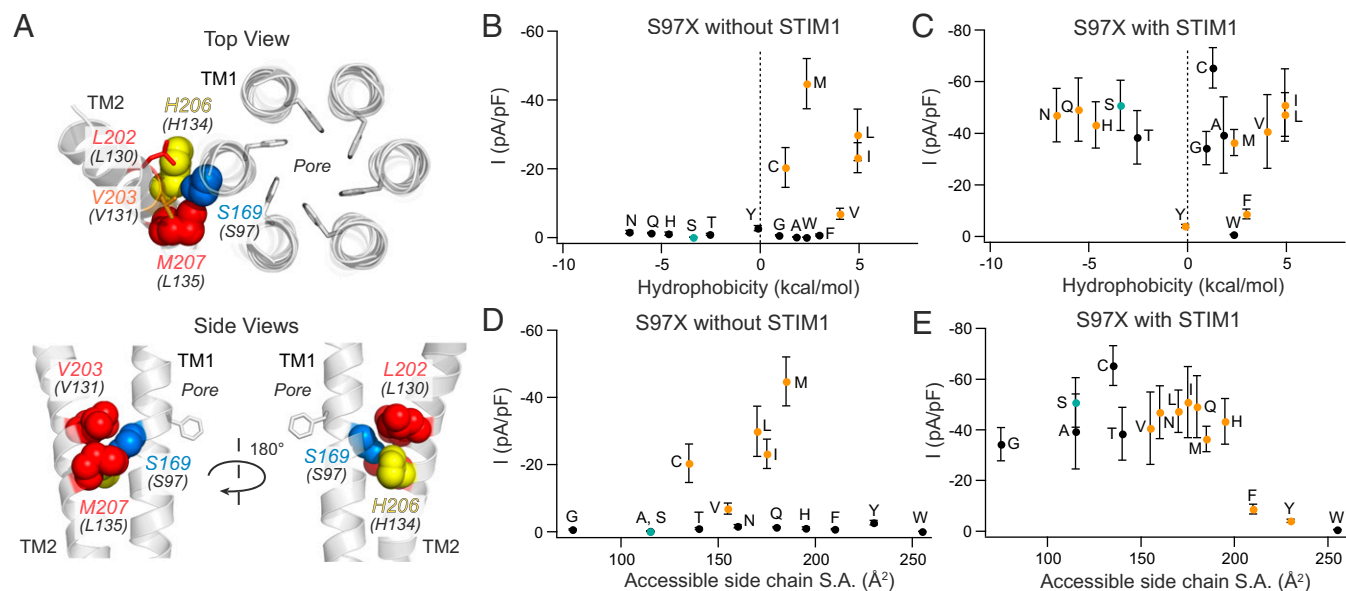 A
Top View
TM1
TM2
H206
(H134)
L202
(L130)
Pore
V203
(V131)
S169
(S97)
M207
(L135)
Side Views
V203
(V131)
TM1
Pore
S169
(S97)
M207
(L135)
TM2
180°
TM1
Pore
L202
(L130)
S169
(S97)
H206
(H134)
TM2
B
S97X without STIM1
I (pA/pF)
-60
-40
-20
0
M
L
I
C
V
N Q H S T Y G A W F
-5 0 5
Hydrophobicity (kcal/mol)
C
S97X with STIM1
I (pA/pF)
-80
-60
-40
-20
0
C
N Q H S T G A M V I L
Y F W
-10 -5 0 5
Hydrophobicity (kcal/mol)
D
S97X without STIM1
I (pA/pF)
-60
-40
-20
0
M
L
I
C
V
G A, S T N Q H F Y W
100 150 200 250
Accessible side chain S.A. (Å²)
E
S97X with STIM1
I (pA/pF)
-80
-60
-40
-20
0
C
G S A T V N L I M Q H
F Y W
100 150 200 250
Accessible side chain S.A. (Å²)